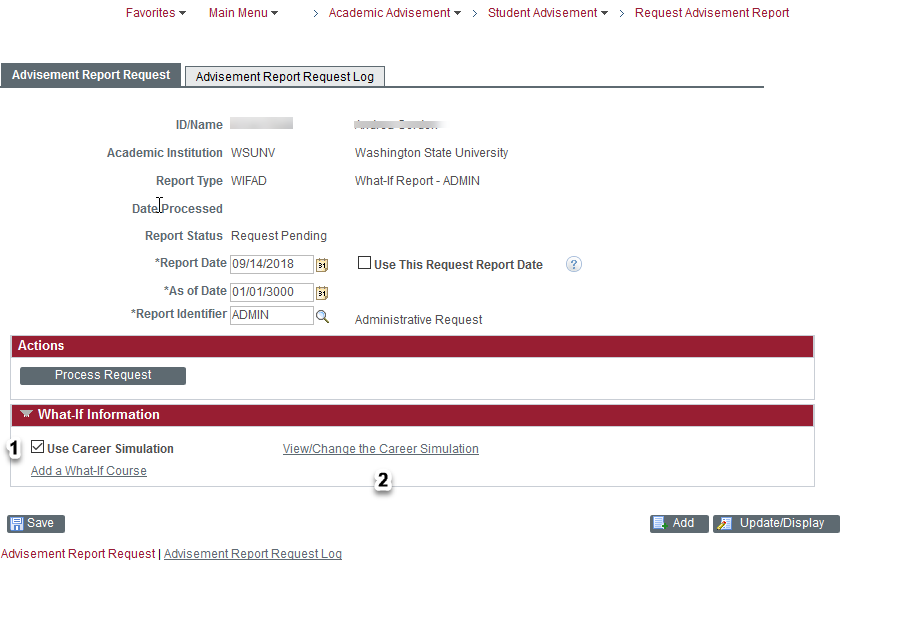 Favorites Main Menu > Academic Advisement > Student Advisement > Request Advisement Report
Advisement Report Request Advisement Report Request Log
ID/Name
Academic Institution WSUNV Washington State University
Report Type WIFAD What-If Report - ADMIN
Date Processed
Report Status Request Pending
*Report Date 09/14/2018 31 Use This Request Report Date ?
*As of Date 01/01/3000 31
*Report Identifier ADMIN Administrative Request
Actions
Process Request
What-If Information
1 Use Career Simulation View/Change the Career Simulation
Add a What-If Course
2
Save Add Update/Display
Advisement Report Request | Advisement Report Request Log